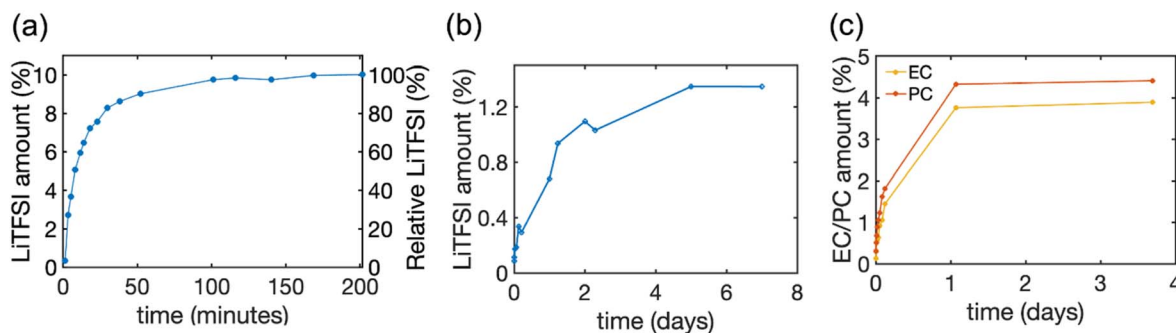 (a)
LiTFSI amount (%)
10
8
6
4
2
0
0 50 100 150 200
time (minutes)
100
80
60
40
20
0
Relative LiTFSI (%)
(b)
LiTFSI amount (%)
1.2
0.8
0.4
0
0 2 4 6 8
time (days)
(c)
EC/PC amount (%)
5
4
3
2
1
0
0 1 2 3 4
time (days)
EC
PC